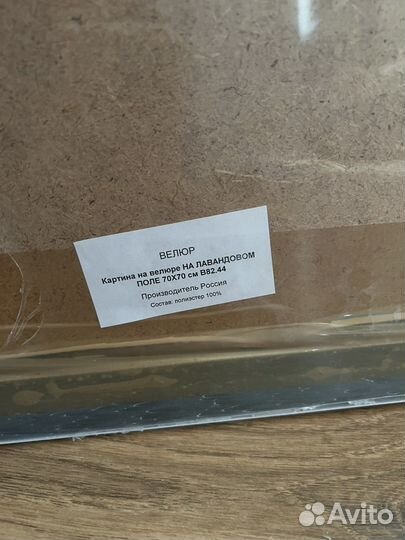 ВЕЛЮР
Картина на велюре НА ЛАВАНДОВОМ
ПОЛЕ 70Х70 см В82.44
Производитель Россия
Состав: полиэстер 100%
Avito